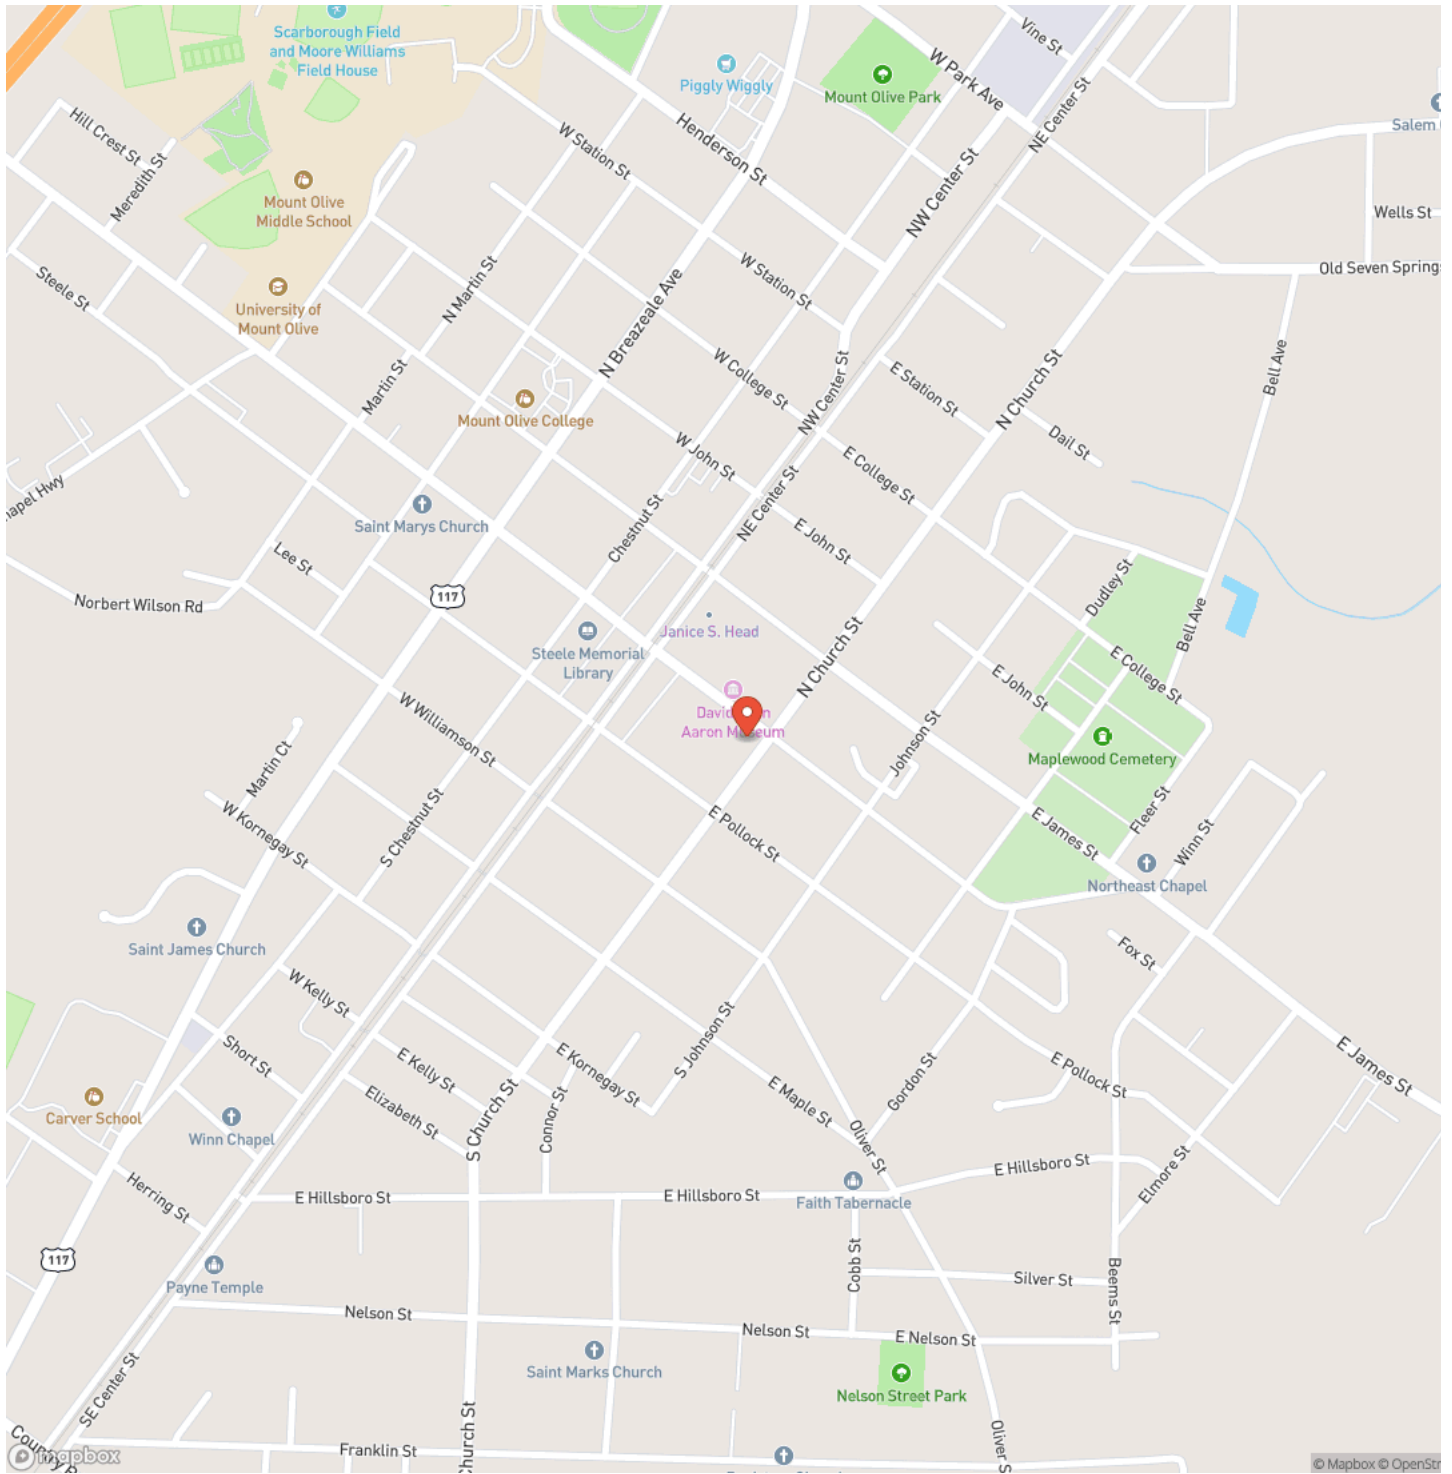 Scarborough Field
and Moore Williams
Field House
Piggly Wiggly
Mount Olive Park
W Park Ave
Vine St
NE Center St
Salem
Hill Crest St
Meredith St
W Station St
Henderson St
NW Center St
Mount Olive
Middle School
Wells St
Steele St
N Martin St
W Station St
Old Seven Springs
University of
Mount Olive
N Breazeale Ave
Martin St
W College St
NW Center St
E Station St
N Church St
Bell Ave
Mount Olive College
Dail St
W John St
E College St
Saint Marys Church
Chestnut St
NE Center St
E John St
Lee St
Norbert Wilson Rd
117
Dudley St
Janice S. Head
Steele Memorial
Library
N Church St
Bell Ave
E College St
E John St
W Williamson St
Aaron Museum
Johnson St
Maplewood Cemetery
Martin Ct
W Kornegay St
S Chestnut St
E Pollock St
E James St
Fleer St
Winn St
Northeast Chapel
Saint James Church
Fox St
W Kelly St
Short St
E Kelly St
E Kornegay St
S Johnson St
E Pollock St
E James St
Elizabeth St
S Church St
Connor St
E Maple St
Gordon St
Carver School
Winn Chapel
Oliver St
Herring St
E Hillsboro St
E Hillsboro St
E Hillsboro St
Elmore St
Faith Tabernacle
117
Payne Temple
Cobb St
Silver St
Beems St
Nelson St
Nelson St
E Nelson St
Saint Marks Church
Nelson Street Park
SE Center St
Church St
Oliver S
Franklin St
mapbox
© Mapbox © OpenStr